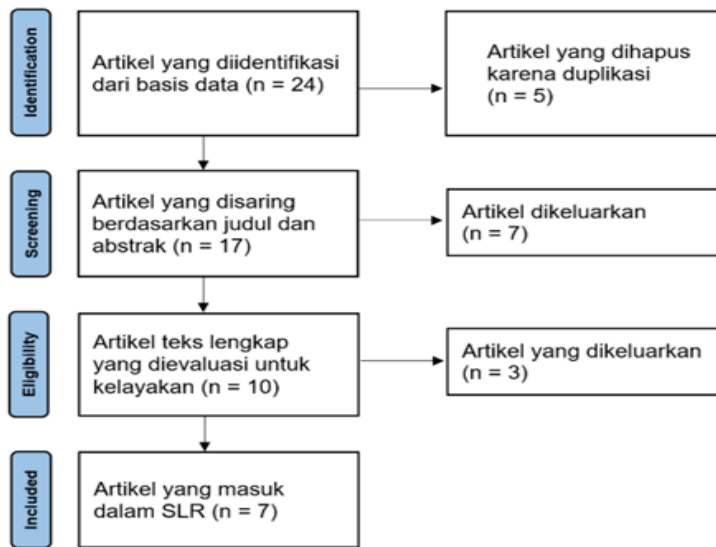 Identification
Artikel yang diidentifikasi
dari basis data (n = 24)
Artikel yang dihapus
karena duplikasi
(n = 5)
Screening
Artikel yang disaring
berdasarkan judul dan
abstrak (n = 17)
Artikel dikeluarkan
(n = 7)
Eligibility
Artikel teks lengkap
yang dievaluasi untuk
kelayakan (n = 10)
Artikel yang dikeluarkan
(n = 3)
Included
Artikel yang masuk
dalam SLR (n = 7)